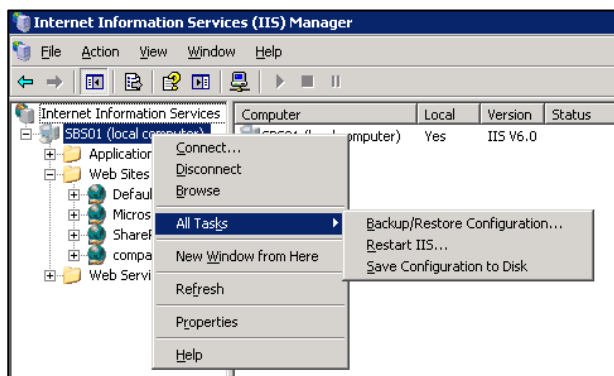 Internet Information Services (IIS) Manager
File Action View Window Help
Internet Information Services
Computer Local Version Status
SBS01 (local computer)
(local computer) Yes IIS V6.0
Application
Web Sites
Defaul
Micros
ShareP
compa
Web Servi
Connect...
Disconnect
Browse
All Tasks
New Window from Here
Refresh
Properties
Help
Backup/Restore Configuration...
Restart IIS...
Save Configuration to Disk